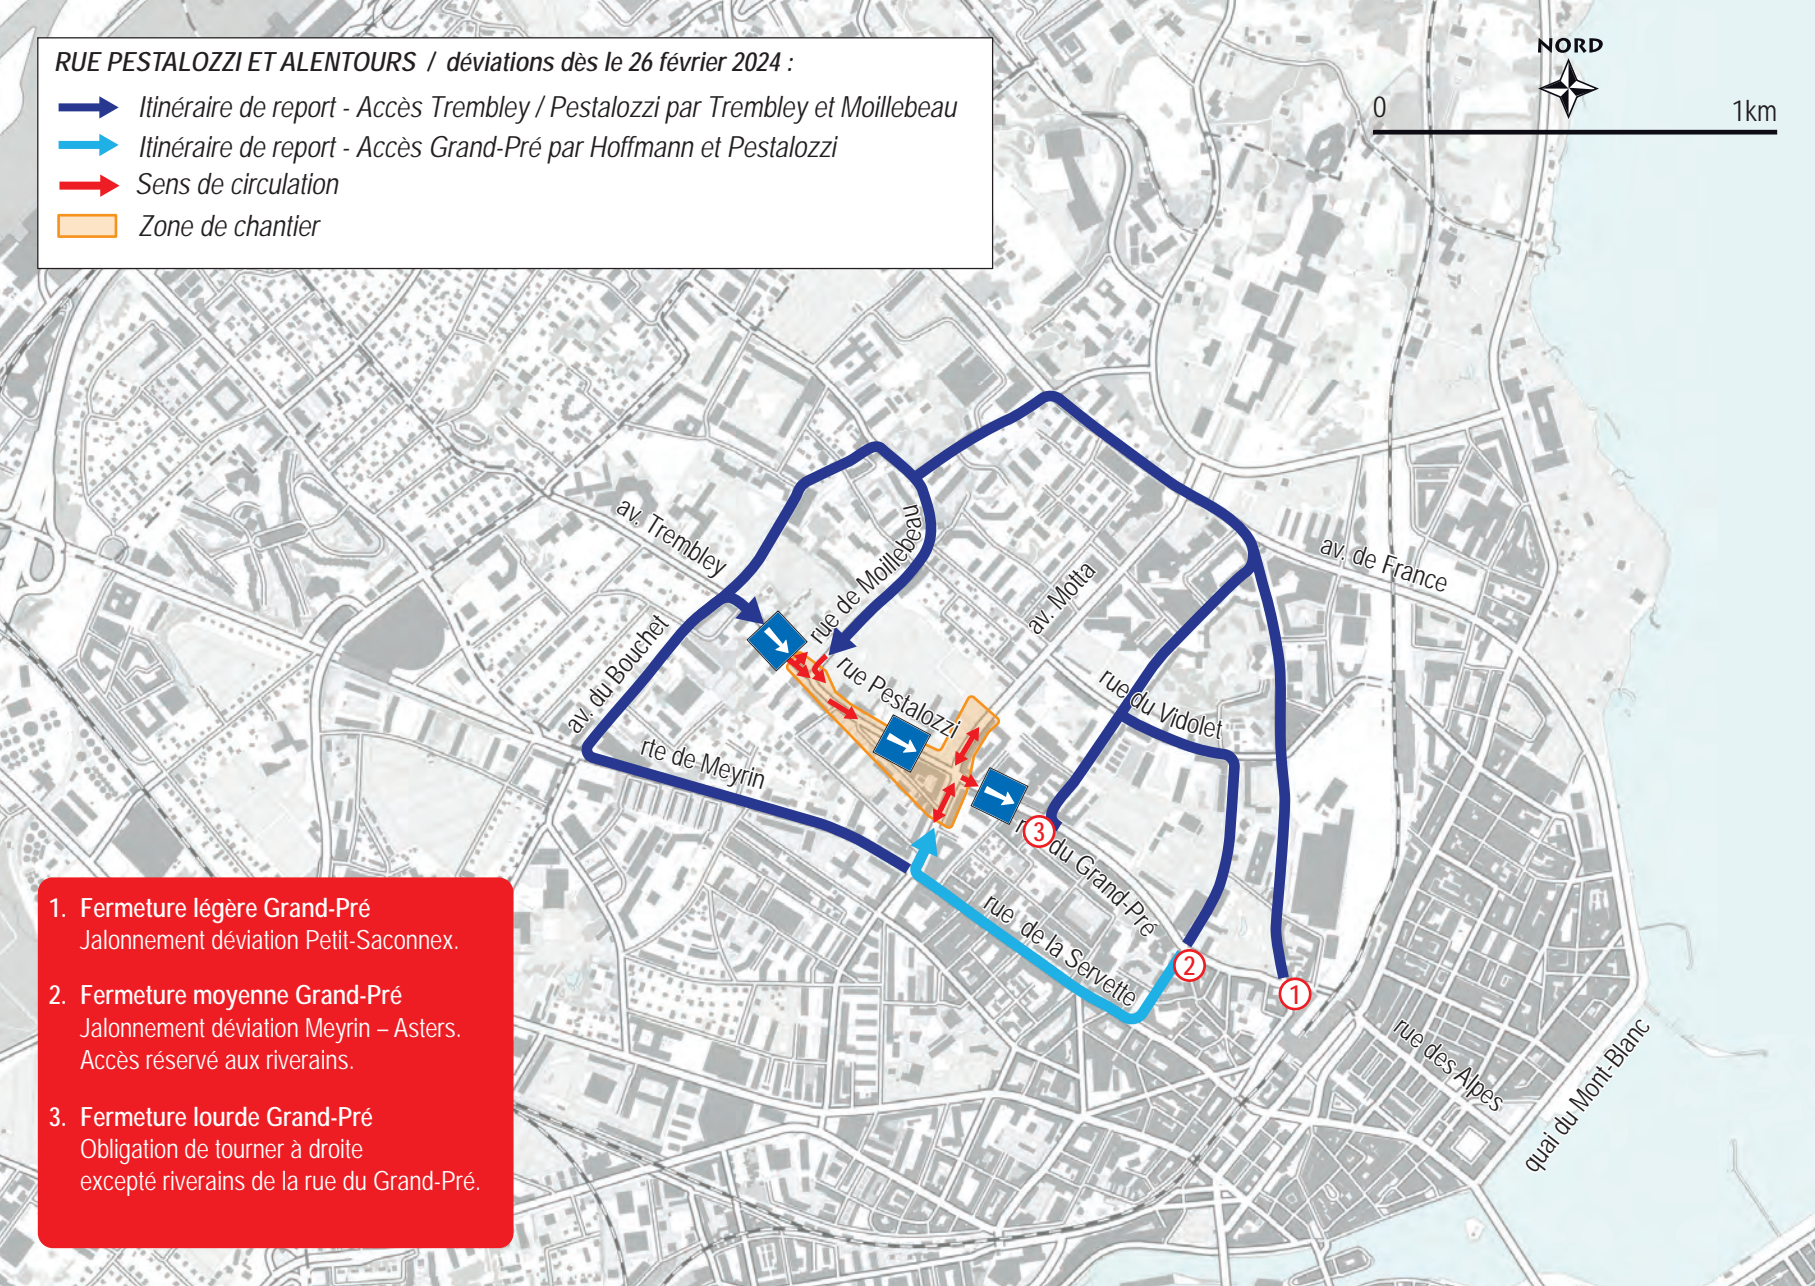 RUE PESTALOZZI ET ALENTOURS / déviations dès le 26 février 2024 :
Itinéraire de report - Accès Trembley / Pestalozzi par Trembley et Moillebeau
Itinéraire de report - Accès Grand-Pré par Hoffmann et Pestalozzi
Sens de circulation
Zone de chantier
NORD
0 1km
av. Trembley
rue de Moillebeau
av. de France
av. Motta
av. du Bouchet
rue Pestalozzi
rue du Vidolet
rte de Meyrin
3
du Grand-Pré
rue de la Servette
2
1
rue des Alpes
quai du Mont-Blanc
1. Fermeture légère Grand-Pré
Jalonnement déviation Petit-Saconnex.
2. Fermeture moyenne Grand-Pré
Jalonnement déviation Meyrin – Asters.
Accès réservé aux riverains.
3. Fermeture lourde Grand-Pré
Obligation de tourner à droite
excepté riverains de la rue du Grand-Pré.